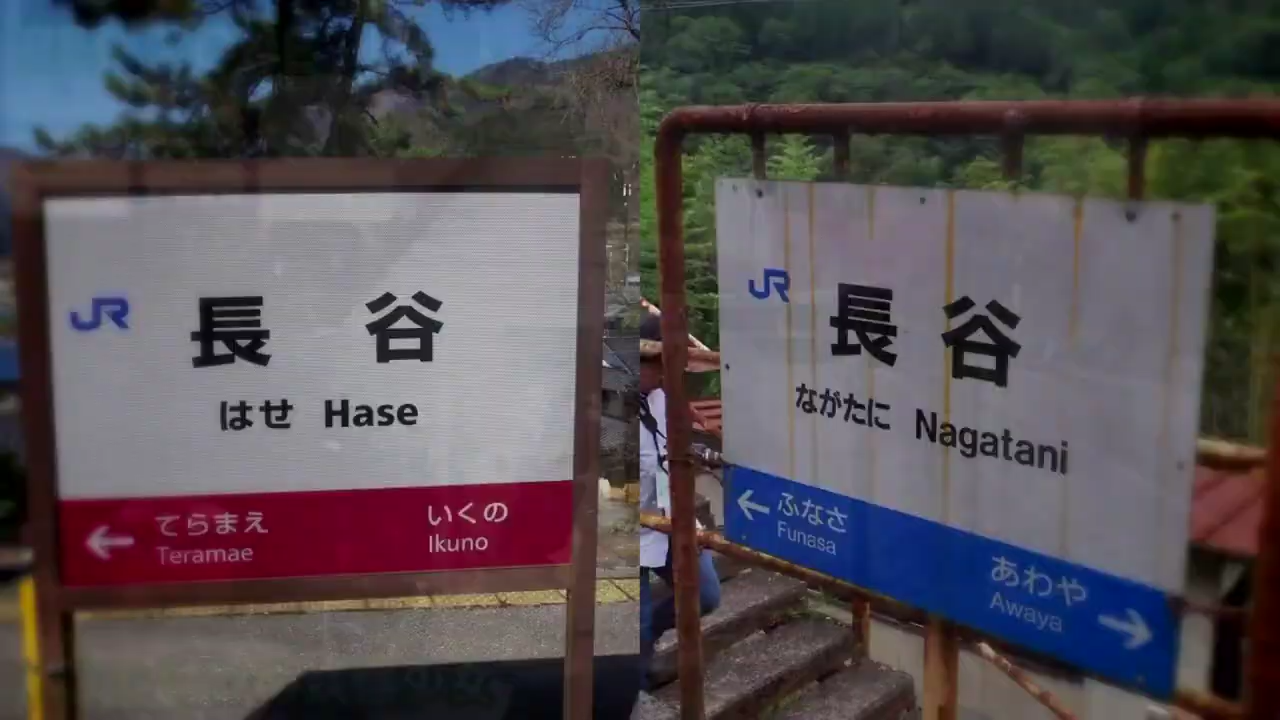 JR
長谷
はせ Hase
← てらまえ いくの
Teramae Ikuno
JR
長谷
ながたに Nagatani
← ふなさ
Funasa
あわや →
Awaya